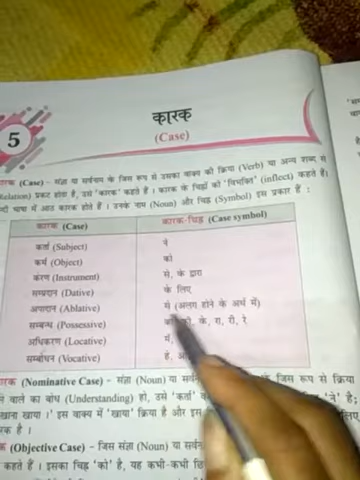 कारक
(Case)
5
कारक (Case) – संज्ञा या सर्वनाम के जिस रूप से उसका वाक्य की क्रिया (Verb) या अन्य शब्द से
(Relation) प्रकट होता है, उसे 'कारक' कहते हैं। कारक के चिह्नों को 'विभक्ति' (inflect) कहते हैं।
भाषा में आठ कारक होते हैं। उनके नाम (Noun) और चिह्न (Symbol) इस प्रकार हैं :
कारक (Case) कारक-चिह्न (Case symbol)
कर्ता (Subject) ने
कर्म (Object) को
करण (Instrument) से, के द्वारा
सम्प्रदान (Dative) के लिए
अपादान (Ablative) से (अलग होने के अर्थ में)
सम्बन्ध (Possessive) के, रा, री, रे
अधिकरण (Locative) में,
सम्बोधन (Vocative) हे,
कारक (Nominative Case) – संज्ञा (Noun) या जिस रूप से क्रिया
वाले का बोध (Understanding) हो, उसे 'कर्ता' 'ने' है;
खाना खाया।' इस वाक्य में 'खाया' क्रिया है और इस लिए
कारक है।
(Objective Case) – जिस संज्ञा (Noun) या सर्वनाम
कहते हैं। इसका चिह्न 'को' है, यह कभी-कभी